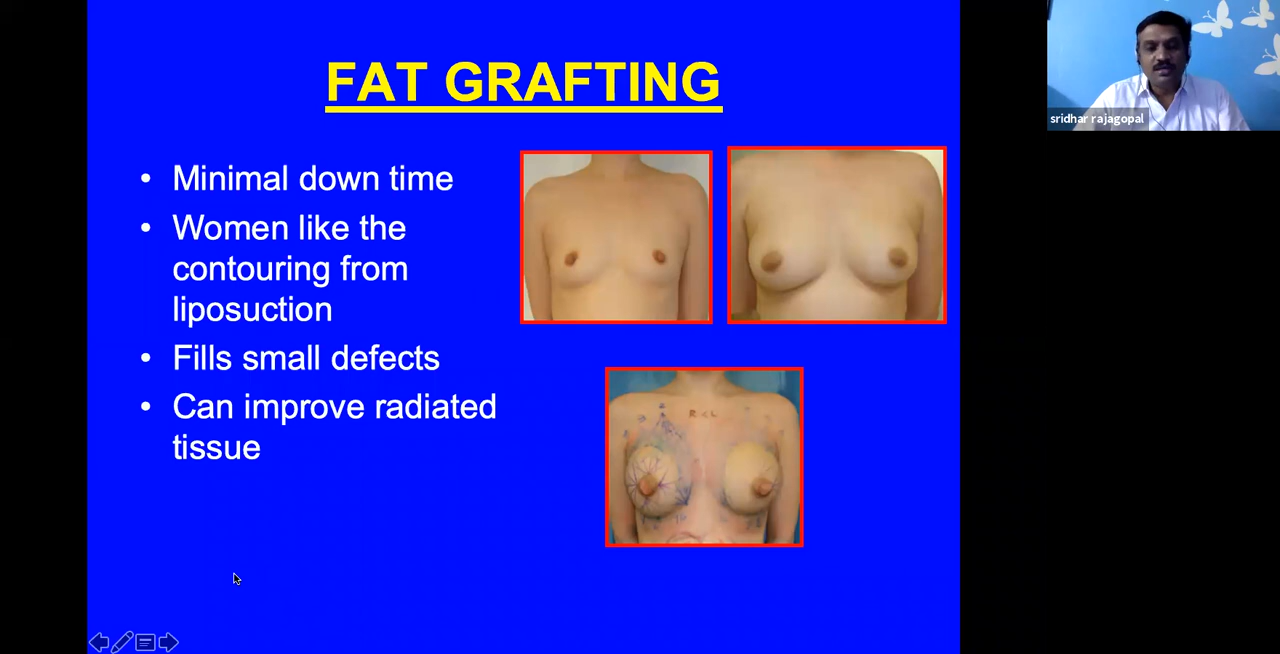 FAT GRAFTING
• Minimal down time
• Women like the
contouring from
liposuction
• Fills small defects
• Can improve radiated
tissue
sridhar rajagopal